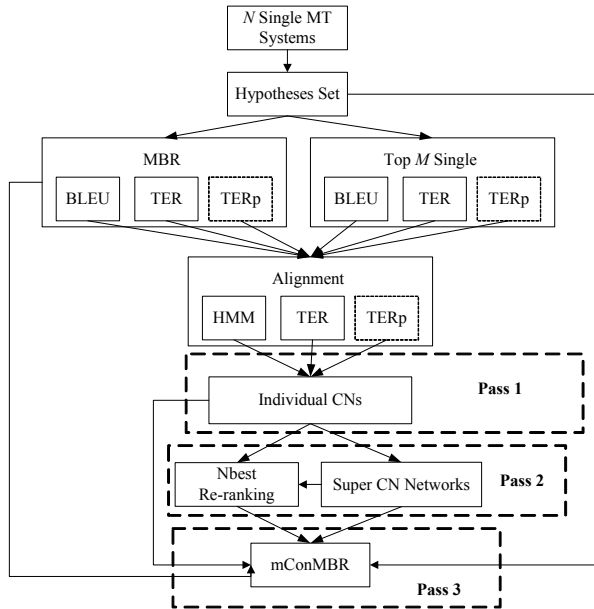 N Single MT
Systems
Hypotheses Set
MBR
BLEU TER TERp
Top M Single
BLEU TER TERp
Alignment
HMM TER TERp
Pass 1
Individual CNs
Nbest
Re-ranking
Super CN Networks
Pass 2
mConMBR
Pass 3